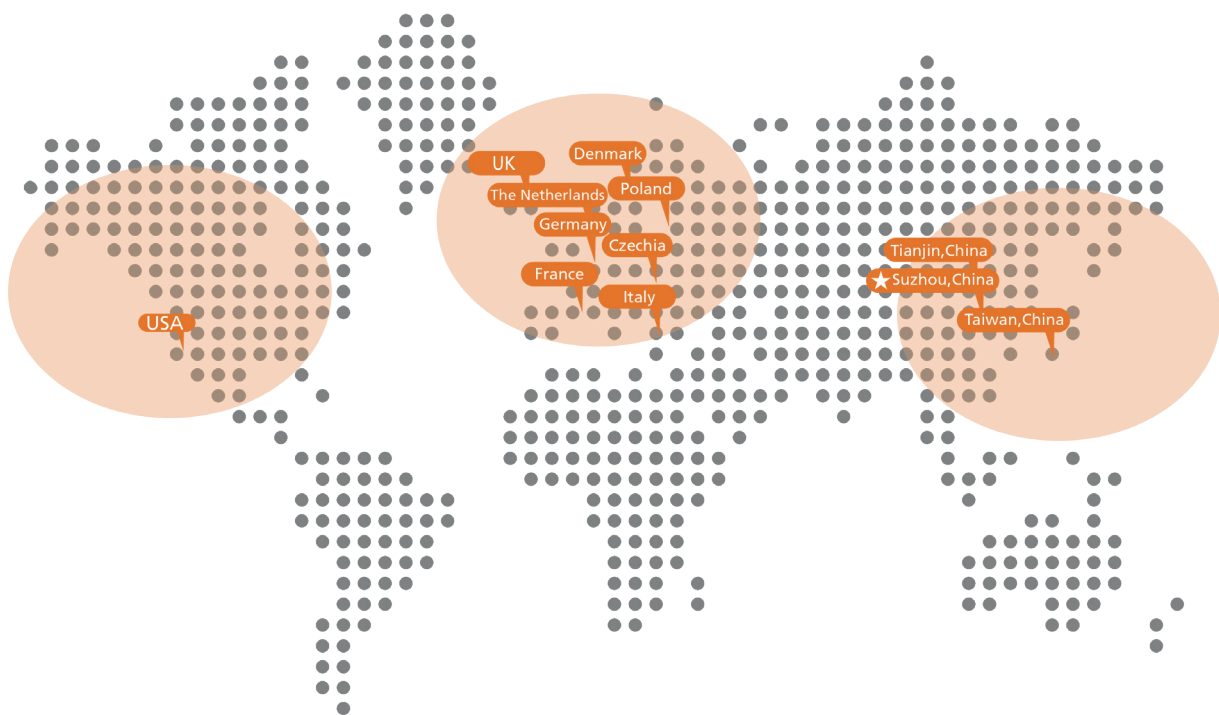 UK
Denmark
The Netherlands
Poland
Germany
Czechia
France
Italy
USA
Tianjin,China
Suzhou,China
Taiwan,China